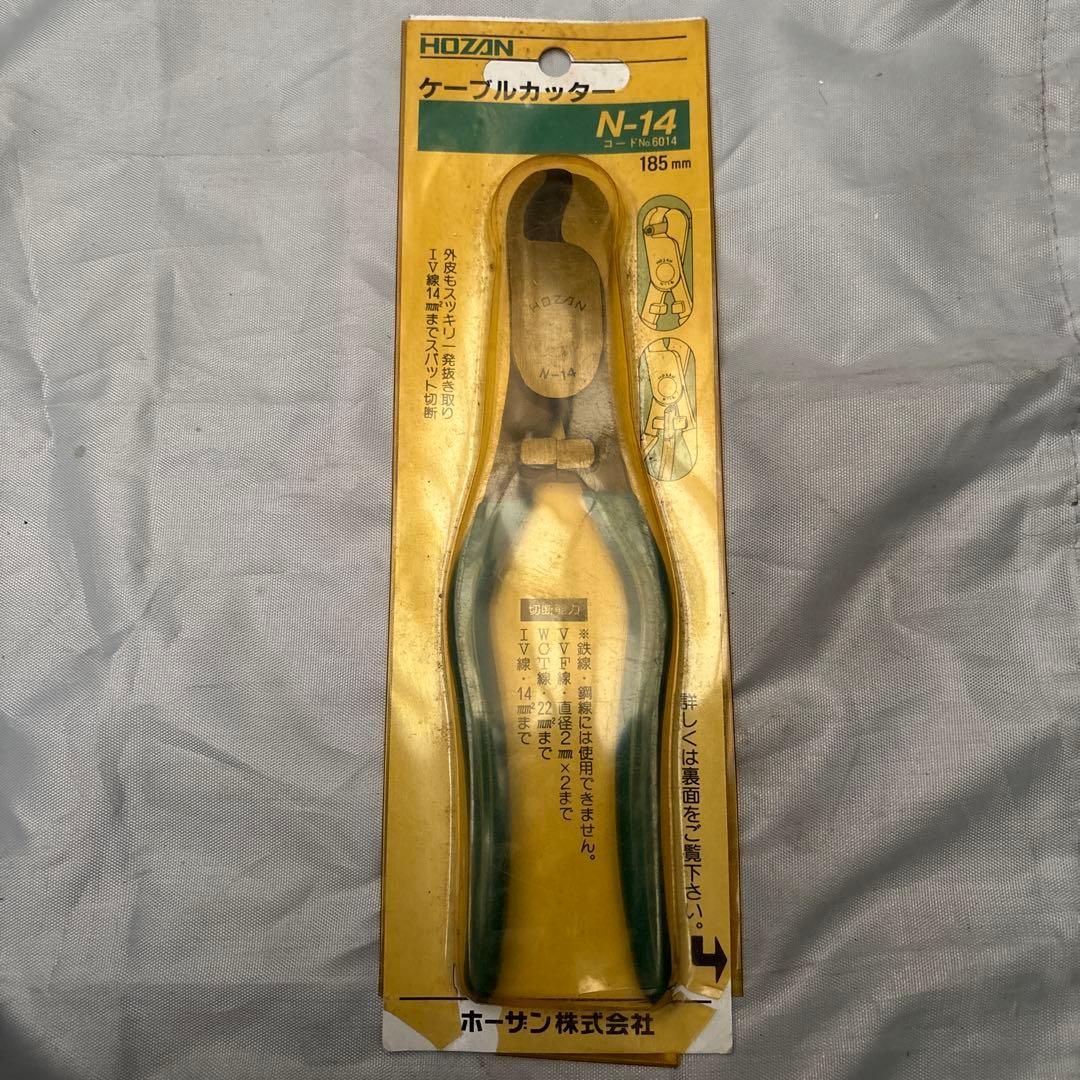 HOZAN
ケーブルカッター
N-14
コードNo.6014
185mm
外皮もスッキリ一発抜き取り
IV線14mm²までスパット切断
HOZAN
N-14
HOZAN
HOZAN
切断能力
※鉄線・鋼線には使用できません。
VVF線・直径2mm×2まで
WCT線・22mm²まで
IV線・14mm²まで
詳しくは裏面をご覧下さい。
ホーザン株式会社